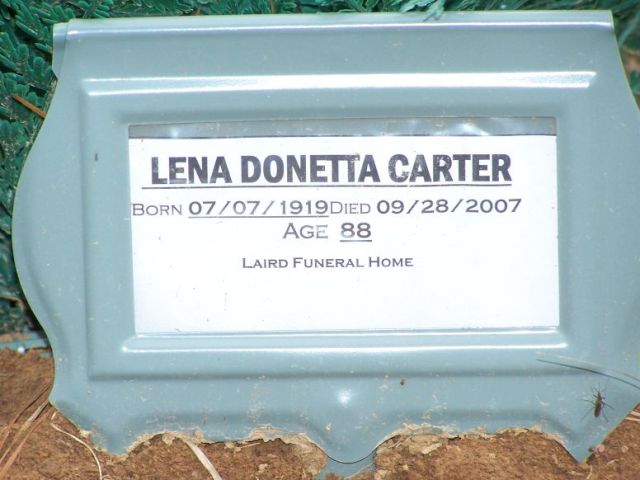 LENA DONETTA CARTER
BORN 07/07/1919 DIED 09/28/2007
AGE 88
LAIRD FUNERAL HOME